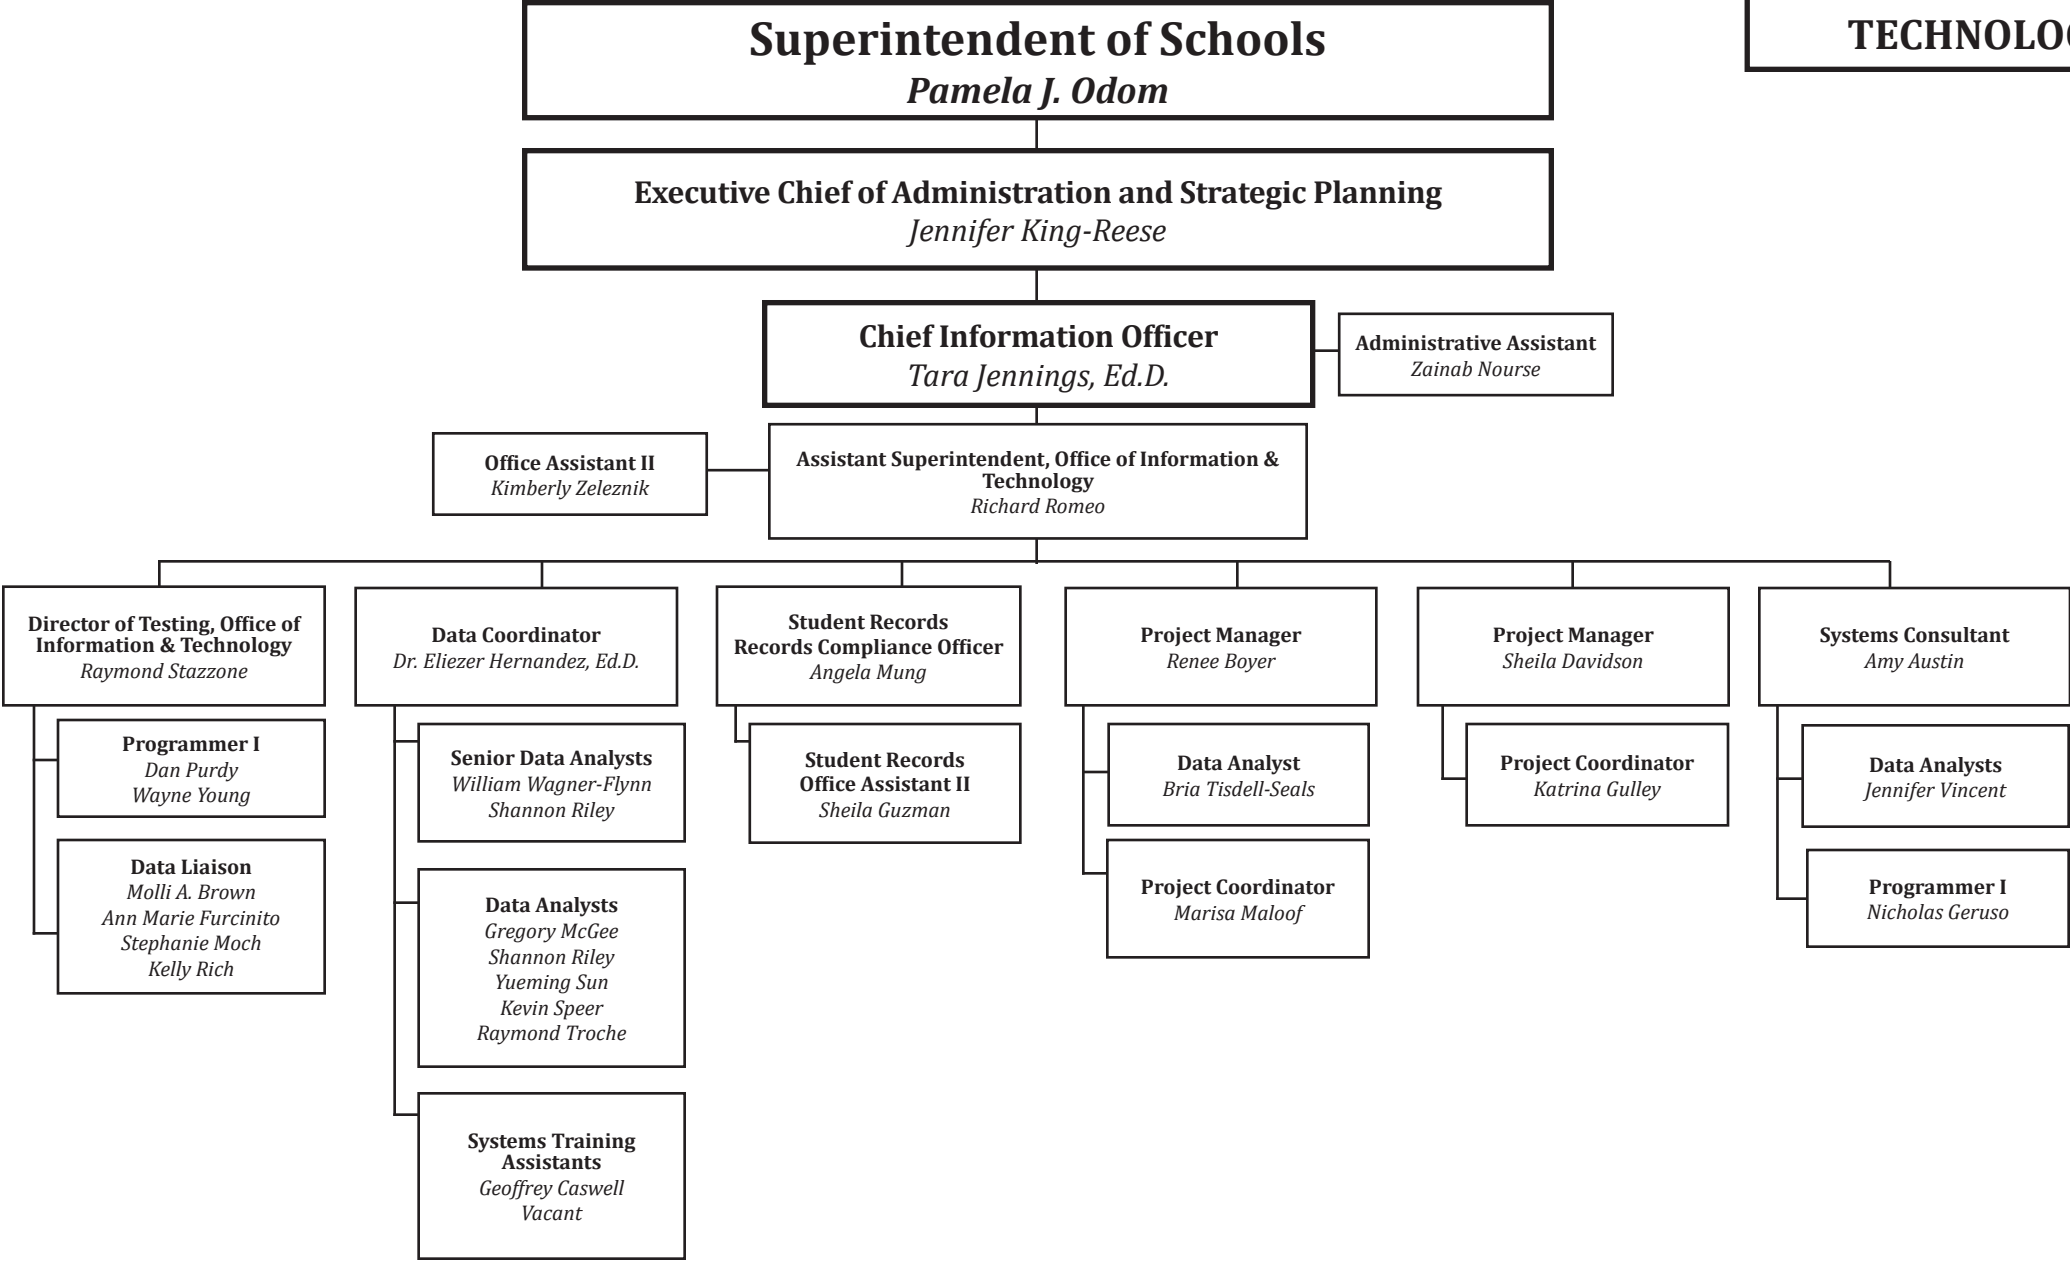 Superintendent of Schools
Pamela J. Odom
Executive Chief of Administration and Strategic Planning
Jennifer King-Reese
Chief Information Officer
Tara Jennings, Ed.D.
Administrative Assistant
Zainab Nourse
Office Assistant II
Kimberly Zeleznik
Assistant Superintendent, Office of Information &
Technology
Richard Romeo
Director of Testing, Office of
Information & Technology
Raymond Stazzone
Programmer I
Dan Purdy
Wayne Young
Data Liaison
Molli A. Brown
Ann Marie Furcinito
Stephanie Moch
Kelly Rich
Data Coordinator
Dr. Eliezer Hernandez, Ed.D.
Senior Data Analysts
William Wagner-Flynn
Shannon Riley
Data Analysts
Gregory McGee
Shannon Riley
Yueming Sun
Kevin Speer
Raymond Troche
Systems Training
Assistants
Geoffrey Caswell
Vacant
Student Records
Records Compliance Officer
Angela Mung
Student Records
Office Assistant II
Sheila Guzman
Project Manager
Renee Boyer
Data Analyst
Bria Tisdell-Seals
Project Coordinator
Marisa Maloof
Project Manager
Sheila Davidson
Project Coordinator
Katrina Gulley
Systems Consultant
Amy Austin
Data Analysts
Jennifer Vincent
Programmer I
Nicholas Geruso